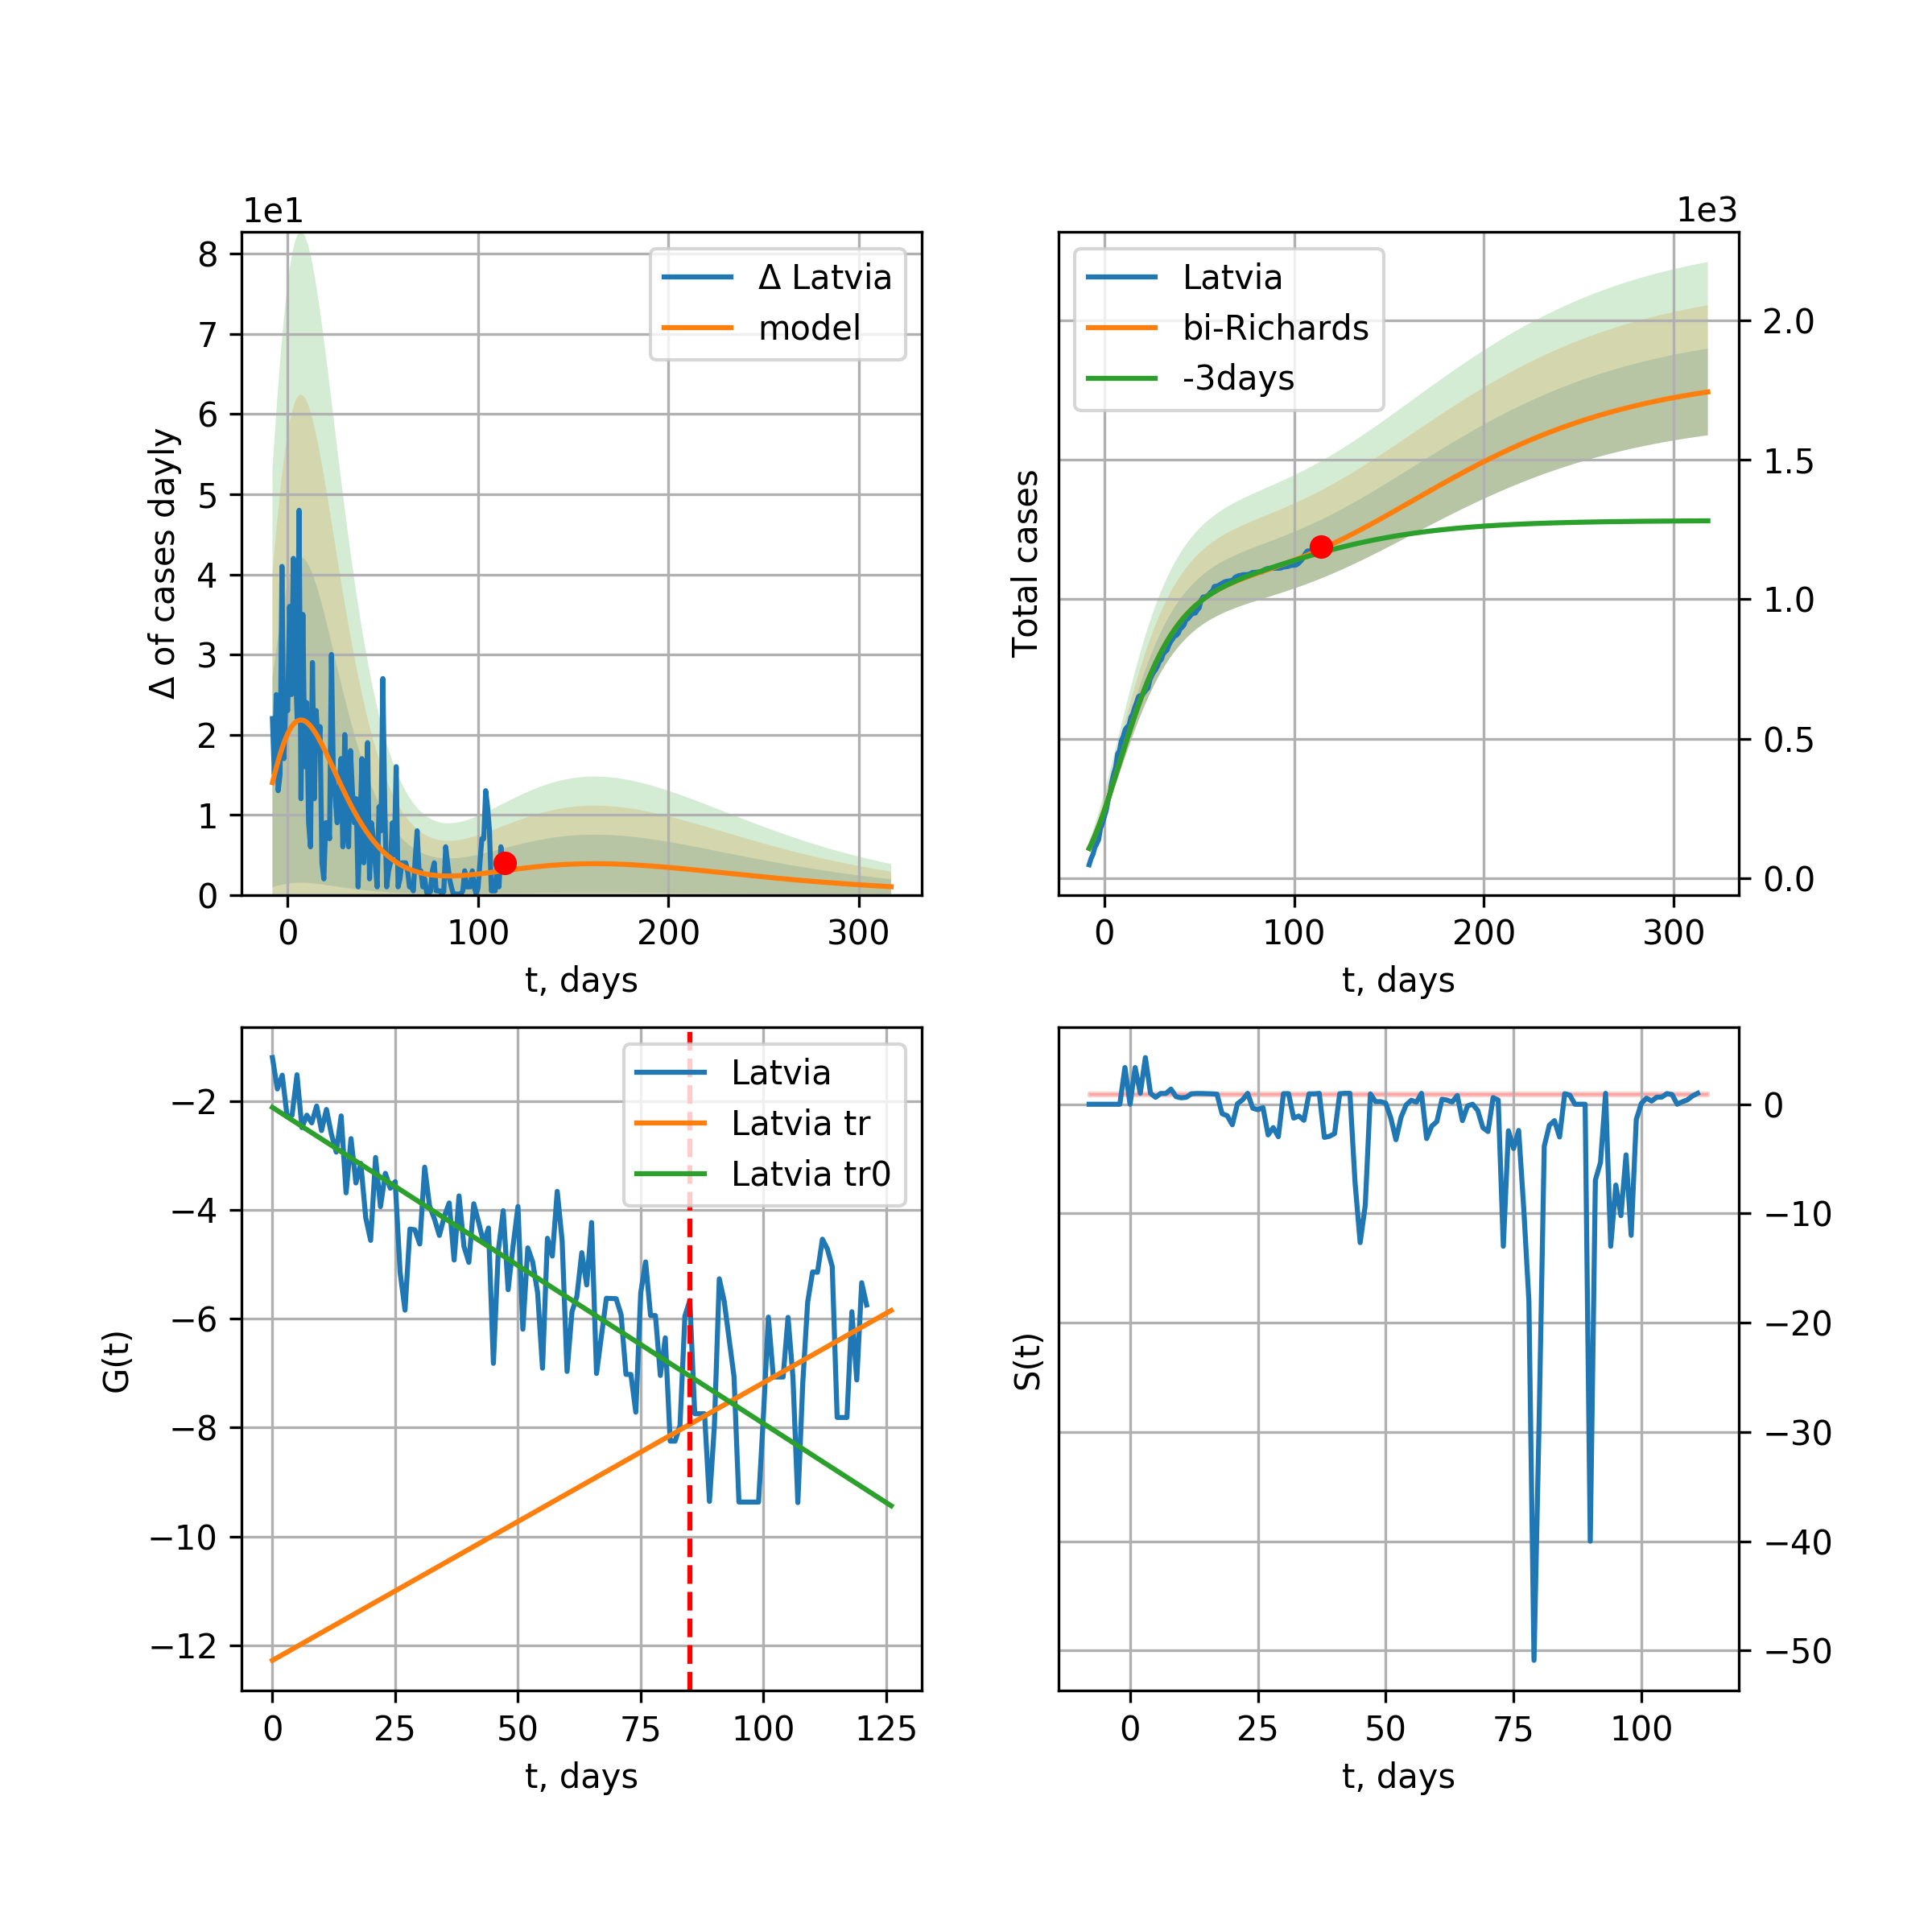 1e1
8
7
6
5
4
3
2
1
0
Δ of cases dayly
Δ Latvia
model
0 100 200 300
t, days
1e3
Latvia
bi-Richards
-3days
Total cases
2.0
1.5
1.0
0.5
0.0
0 100 200 300
t, days
−2
−4
−6
−8
−10
−12
G(t)
Latvia
Latvia tr
Latvia tr0
0 25 50 75 100 125
t, days
S(t)
0
−10
−20
−30
−40
−50
0 25 50 75 100
t, days